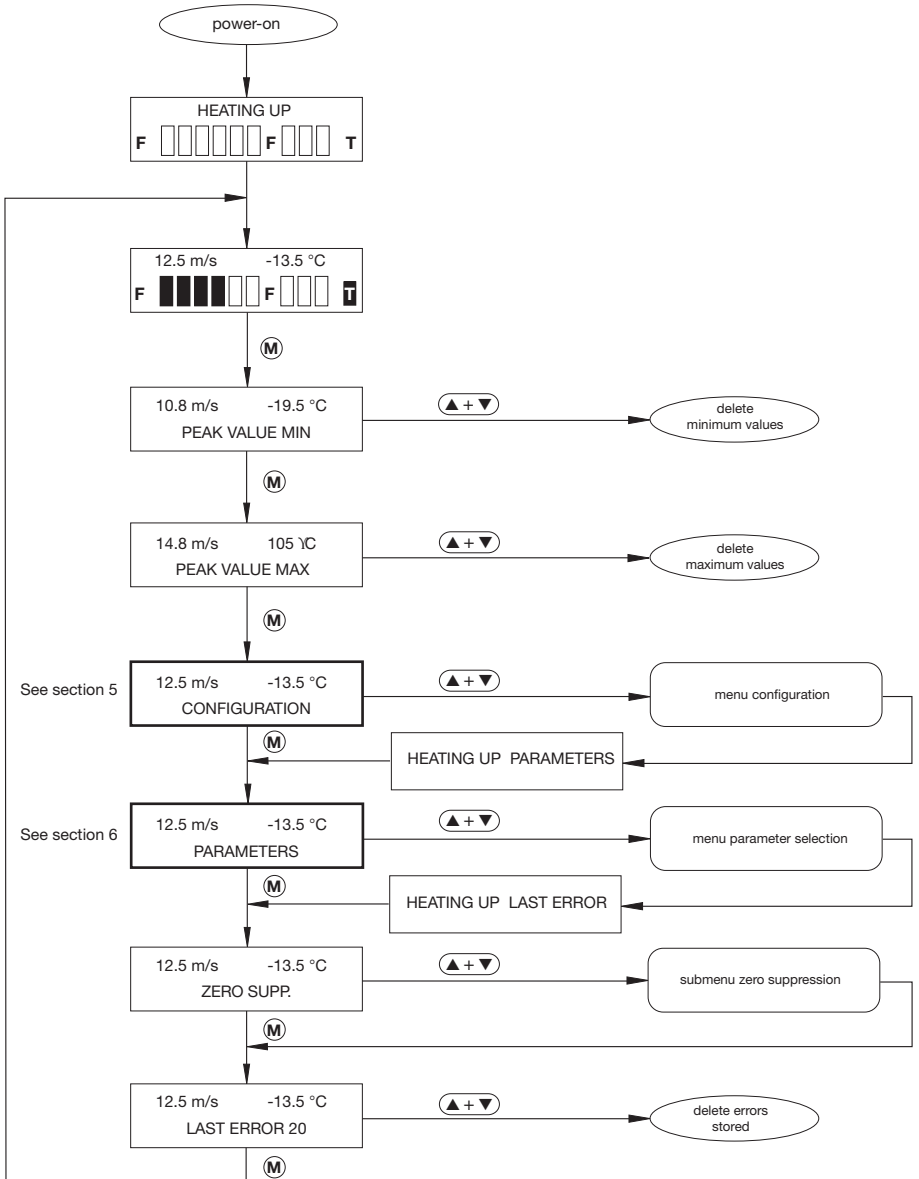 power-on
HEATING UP
F F T
12.5 m/s -13.5 °C
F F T
M
10.8 m/s -19.5 °C
PEAK VALUE MIN
▲ + ▼
delete
minimum values
M
14.8 m/s 105 ϒC
PEAK VALUE MAX
▲ + ▼
delete
maximum values
M
See section 5
12.5 m/s -13.5 °C
CONFIGURATION
▲ + ▼
menu configuration
M
HEATING UP PARAMETERS
See section 6
12.5 m/s -13.5 °C
PARAMETERS
▲ + ▼
menu parameter selection
M
HEATING UP LAST ERROR
12.5 m/s -13.5 °C
ZERO SUPP.
▲ + ▼
submenu zero suppression
M
12.5 m/s -13.5 °C
LAST ERROR 20
▲ + ▼
delete errors
stored
M